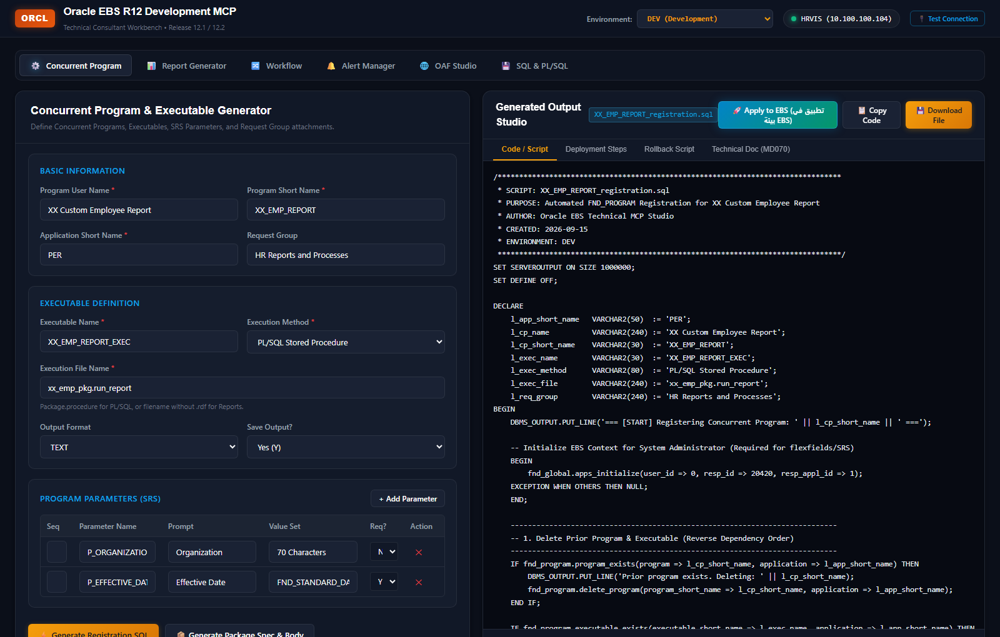 ORCL
Oracle EBS R12 Development MCP
Technical Consultant Workbench • Release 12.1 / 12.2
Environment:
DEV (Development)
HRVIS (10.100.100.104)
Test Connection
Concurrent Program
Report Generator
Workflow
Alert Manager
OAF Studio
SQL & PL/SQL
Concurrent Program & Executable Generator
Define Concurrent Programs, Executables, SRS Parameters, and Request Group attachments.
BASIC INFORMATION
Program User Name *
Program Short Name *
XX Custom Employee Report
XX_EMP_REPORT
Application Short Name *
Request Group
PER
HR Reports and Processes
EXECUTABLE DEFINITION
Executable Name *
Execution Method *
XX_EMP_REPORT_EXEC
PL/SQL Stored Procedure
Execution File Name *
xx_emp_pkg.run_report
Package.procedure for PL/SQL, or filename without .rdf for Reports.
Output Format
Save Output?
TEXT
Yes (Y)
PROGRAM PARAMETERS (SRS)
+ Add Parameter
Seq Parameter Name Prompt Value Set Req? Action
P_ORGANIZATIO Organization 70 Characters N
P_EFFECTIVE_DAT Effective Date FND_STANDARD_DA Y
Generate Registration SQL
Generate Package Spec & Body
Generated Output
Studio
XX_EMP_REPORT_registration.sql
Apply to EBS (تطبيق في
بيئة EBS)
Copy
Code
Download
File
Code / Script
Deployment Steps
Rollback Script
Technical Doc (MD070)
/********************************************************************************
* SCRIPT: XX_EMP_REPORT_registration.sql
* PURPOSE: Automated FND_PROGRAM Registration for XX Custom Employee Report
* AUTHOR: Oracle EBS Technical MCP Studio
* CREATED: 2026-09-15
* ENVIRONMENT: DEV
********************************************************************************/
SET SERVEROUTPUT ON SIZE 1000000;
SET DEFINE OFF;
DECLARE
l_app_short_name VARCHAR2(50) := 'PER';
l_cp_name VARCHAR2(240) := 'XX Custom Employee Report';
l_cp_short_name VARCHAR2(30) := 'XX_EMP_REPORT';
l_exec_name VARCHAR2(30) := 'XX_EMP_REPORT_EXEC';
l_exec_method VARCHAR2(80) := 'PL/SQL Stored Procedure';
l_exec_file VARCHAR2(240) := 'xx_emp_pkg.run_report';
l_req_group VARCHAR2(240) := 'HR Reports and Processes';
BEGIN
DBMS_OUTPUT.PUT_LINE('=== [START] Registering Concurrent Program: ' || l_cp_short_name || ' ===');
-- Initialize EBS Context for System Administrator (Required for flexfields/SRS)
BEGIN
fnd_global.apps_initialize(user_id => 0, resp_id => 20420, resp_appl_id => 1);
EXCEPTION WHEN OTHERS THEN NULL;
END;
----------------------------------------------------------------------------
-- 1. Delete Prior Program & Executable (Reverse Dependency Order)
----------------------------------------------------------------------------
IF fnd_program.program_exists(program => l_cp_short_name, application => l_app_short_name) THEN
DBMS_OUTPUT.PUT_LINE('Prior program exists. Deleting: ' || l_cp_short_name);
fnd_program.delete_program(program_short_name => l_cp_short_name, application => l_app_short_name);
END IF;
IF fnd_program.executable_exists(executable_short_name => l_exec_name, application => l_app_short_name) THEN